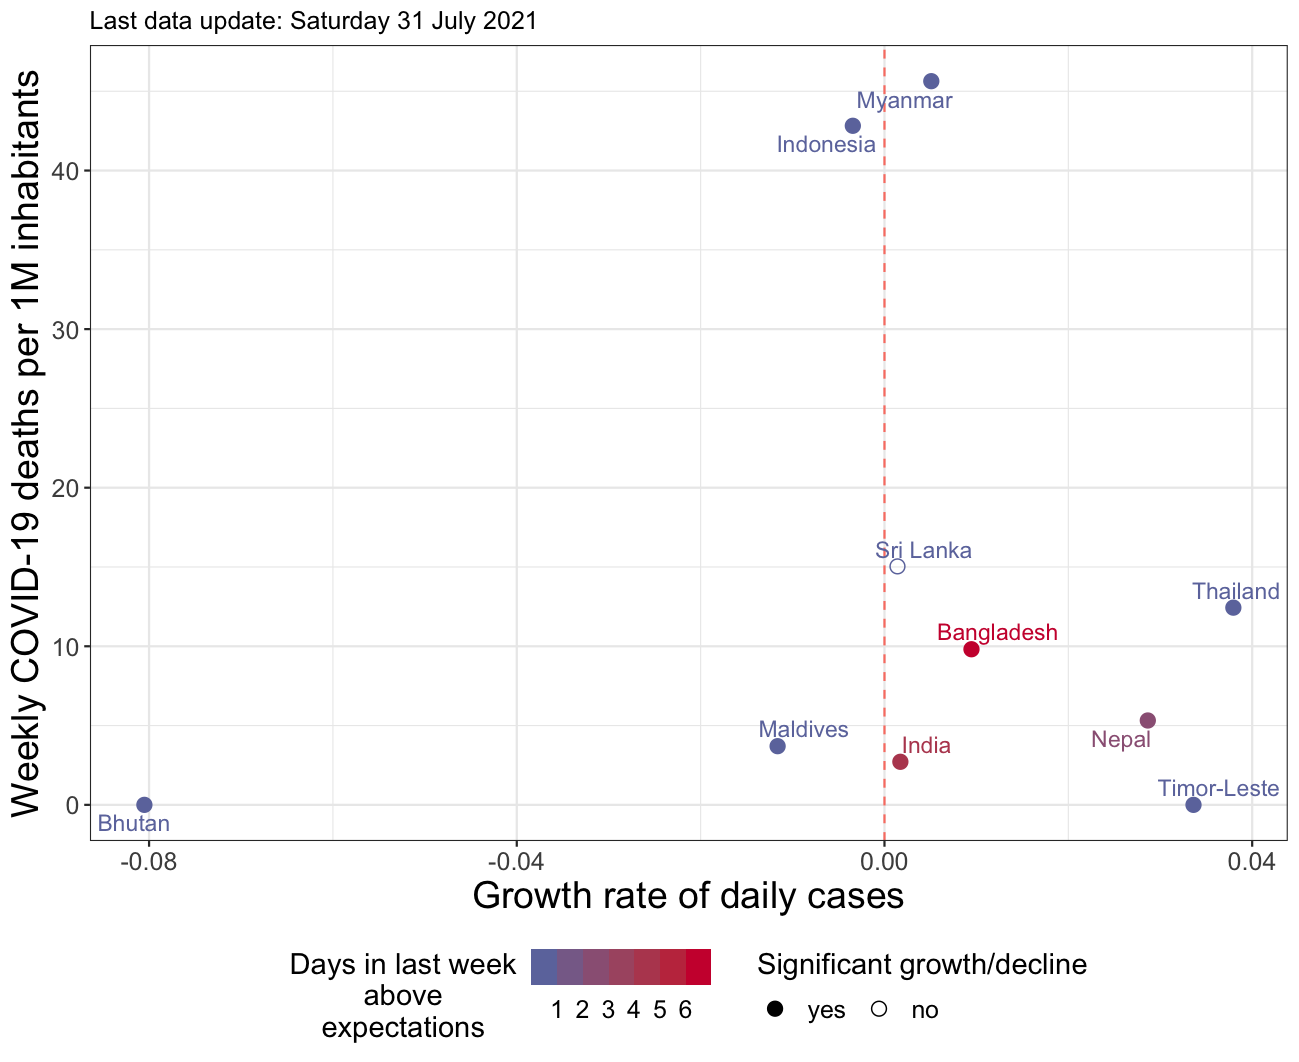 Last data update: Saturday 31 July 2021
Weekly COVID-19 deaths per 1M inhabitants
40
30
20
10
0
Myanmar
Indonesia
Sri Lanka
Thailand
Bangladesh
Maldives
India
Nepal
Timor-Leste
Bhutan
-0.08
-0.04
0.00
0.04
Growth rate of daily cases
Days in last week
above
expectations
1 2 3 4 5 6
Significant growth/decline
yes no